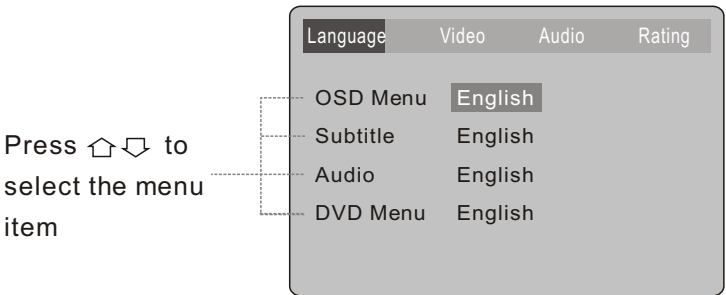 Language Video Audio Rating
OSD Menu English
Subtitle English
Audio English
DVD Menu English
Press ⇧ ⇩ to
select the menu
item